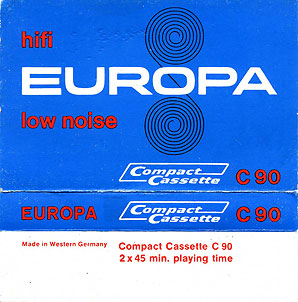 hifi
EUROPA
low noise
Compact
Cassette
C 90
EUROPA
Compact
Cassette
C 90
Made in Western Germany
Compact Cassette C 90
2 x 45 min. playing time